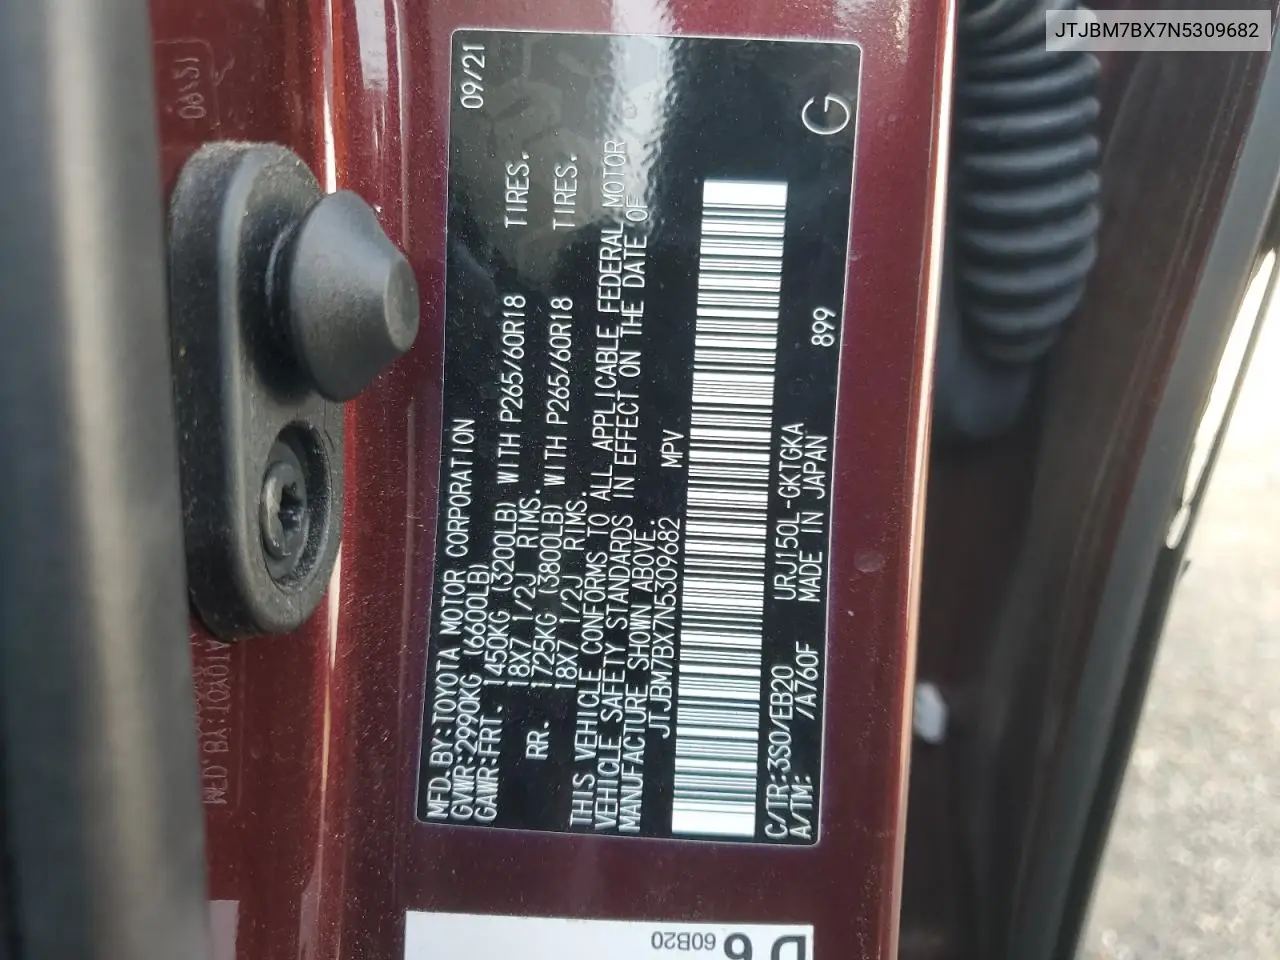 JTJBM7BX7N5309682
MFD.BY:TOYOTA MOTOR CORPORATION 09/21
GVWR:2990KG (6600LB)
GAWR:FRT. 1450KG (3200LB) WITH P265/60R18 TIRES.
18X7 1/2J RIMS.
RR. 1725KG (3800LB) WITH P265/60R18 TIRES.
18X7 1/2J RIMS.
THIS VEHICLE CONFORMS TO ALL APPLICABLE FEDERAL MOTOR
VEHICLE SAFETY STANDARDS IN EFFECT ON THE DATE OF
MANUFACTURE SHOWN ABOVE.
JTJBM7BX7N5309682 MPV
C/TR:3S0/EB20 URJ150L-GKTGKA 899 G
A/TM: /A760F MADE IN JAPAN
60B20